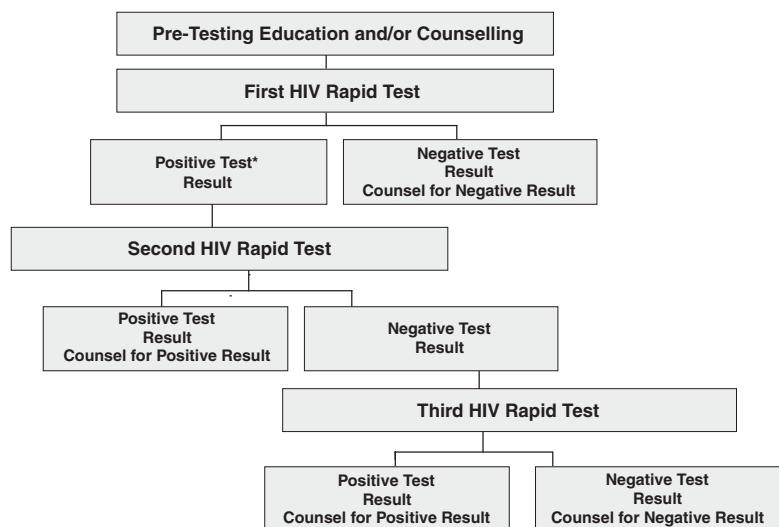 Pre-Testing Education and/or Counselling
First HIV Rapid Test
Positive Test*
Result
Negative Test
Result
Counsel for Negative Result
Second HIV Rapid Test
Positive Test
Result
Counsel for Positive Result
Negative Test
Result
Third HIV Rapid Test
Positive Test
Result
Counsel for Positive Result
Negative Test
Result
Counsel for Negative Result